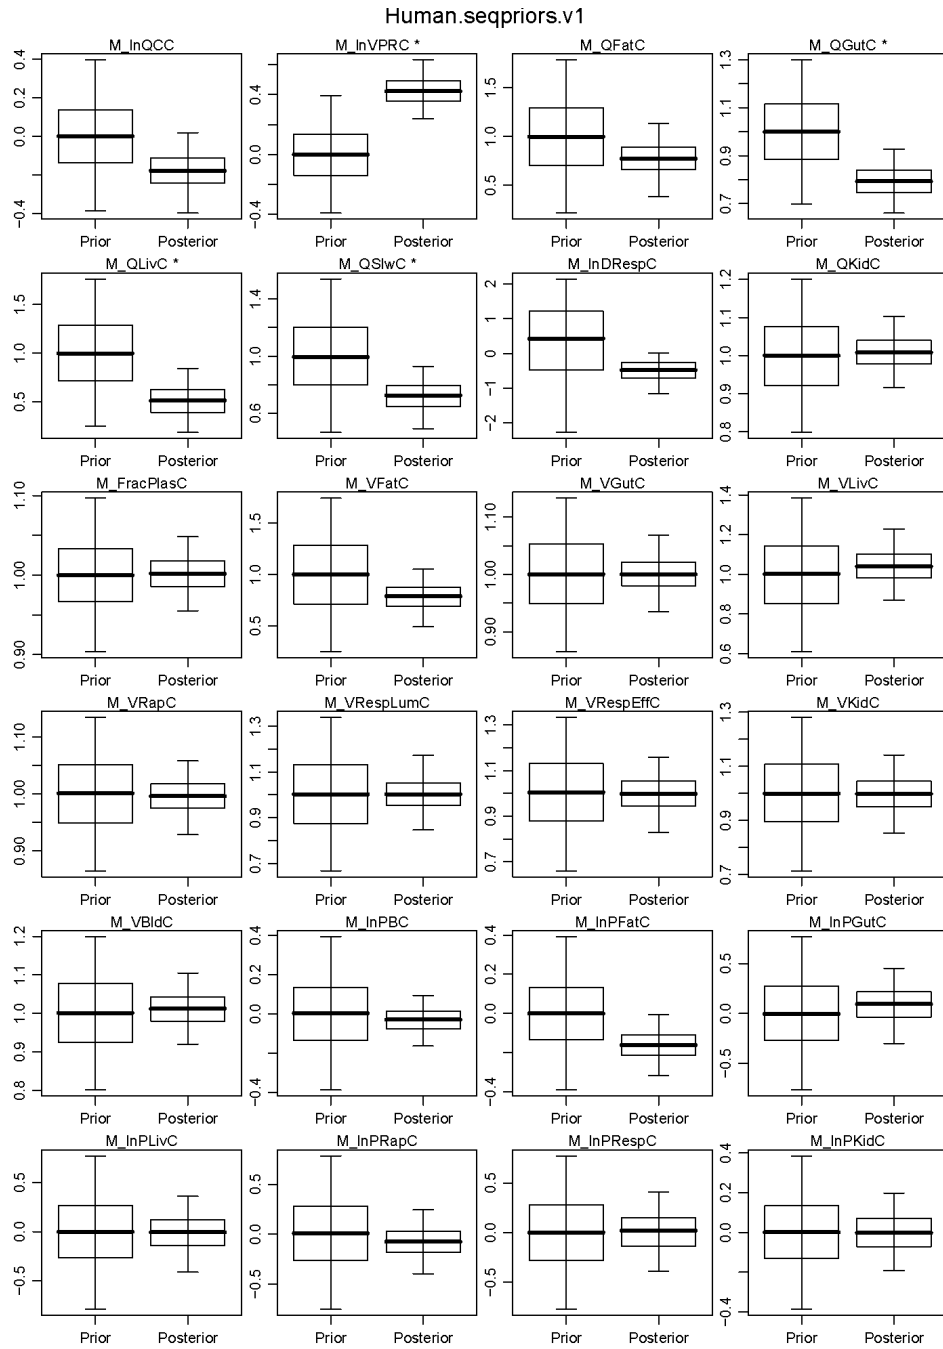 Human.seqpriors.v1
M_lnQCC
0.4
0.2
0.0
−0.4
Prior Posterior
M_lnVPRC *
0.4
0.0
−0.4
Prior Posterior
M_QFatC
1.5
1.0
0.5
Prior Posterior
M_QGutC *
1.3
1.1
0.9
0.7
Prior Posterior
M_QLivC *
1.5
1.0
0.5
Prior Posterior
M_QSlwC *
1.4
1.0
0.6
Prior Posterior
M_lnDRespC
2
1
0
−1
−2
Prior Posterior
M_QKidC
1.2
1.1
1.0
0.9
0.8
Prior Posterior
M_FracPlasC
1.10
1.00
0.90
Prior Posterior
M_VFatC
1.5
1.0
0.5
Prior Posterior
M_VGutC
1.10
1.00
0.90
Prior Posterior
M_VLivC
1.4
1.2
1.0
0.8
0.6
Prior Posterior
M_VRapC
1.10
1.00
0.90
Prior Posterior
M_VRespLumC
1.3
1.1
0.9
0.7
Prior Posterior
M_VRespEffC
1.3
1.1
0.9
0.7
Prior Posterior
M_VKidC
1.3
1.1
0.9
0.7
Prior Posterior
M_VBldC
1.2
1.1
1.0
0.9
0.8
Prior Posterior
M_lnPBC
0.4
0.2
0.0
−0.4
Prior Posterior
M_lnPFatC
0.4
0.2
0.0
−0.4
Prior Posterior
M_lnPGutC
0.5
0.0
−0.5
Prior Posterior
M_lnPLivC
0.5
0.0
−0.5
Prior Posterior
M_lnPRapC
0.5
0.0
−0.5
Prior Posterior
M_lnPRespC
0.5
0.0
−0.5
Prior Posterior
M_lnPKidC
0.4
0.2
0.0
−0.4
Prior Posterior